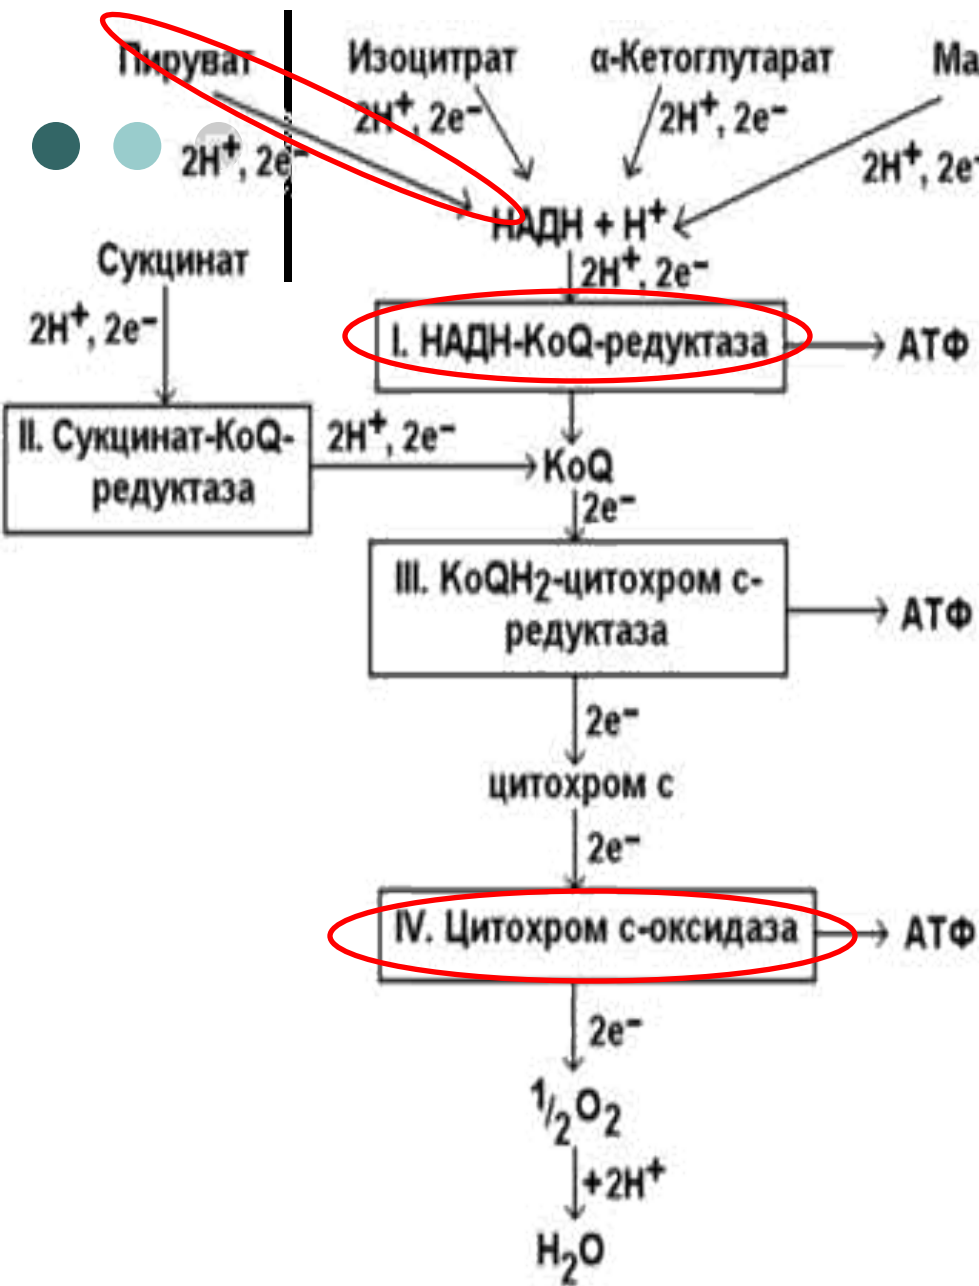 Пируват
Изоцитрат
α-Кетоглутарат
Ма
2H⁺, 2e⁻
2H⁺, 2e⁻
2H⁺, 2e⁻
2H⁺, 2e⁻
НАДН + H⁺
Сукцинат
2H⁺, 2e⁻
2H⁺, 2e⁻
I. НАДН-KoQ-редуктаза
АТФ
II. Сукцинат-KoQ-
редуктаза
2H⁺, 2e⁻
KoQ
2e⁻
III. KoQH₂-цитохром с-
редуктаза
АТФ
2e⁻
цитохром с
2e⁻
IV. Цитохром с-оксидаза
АТФ
2e⁻
1/2O₂
+2H⁺
H₂O